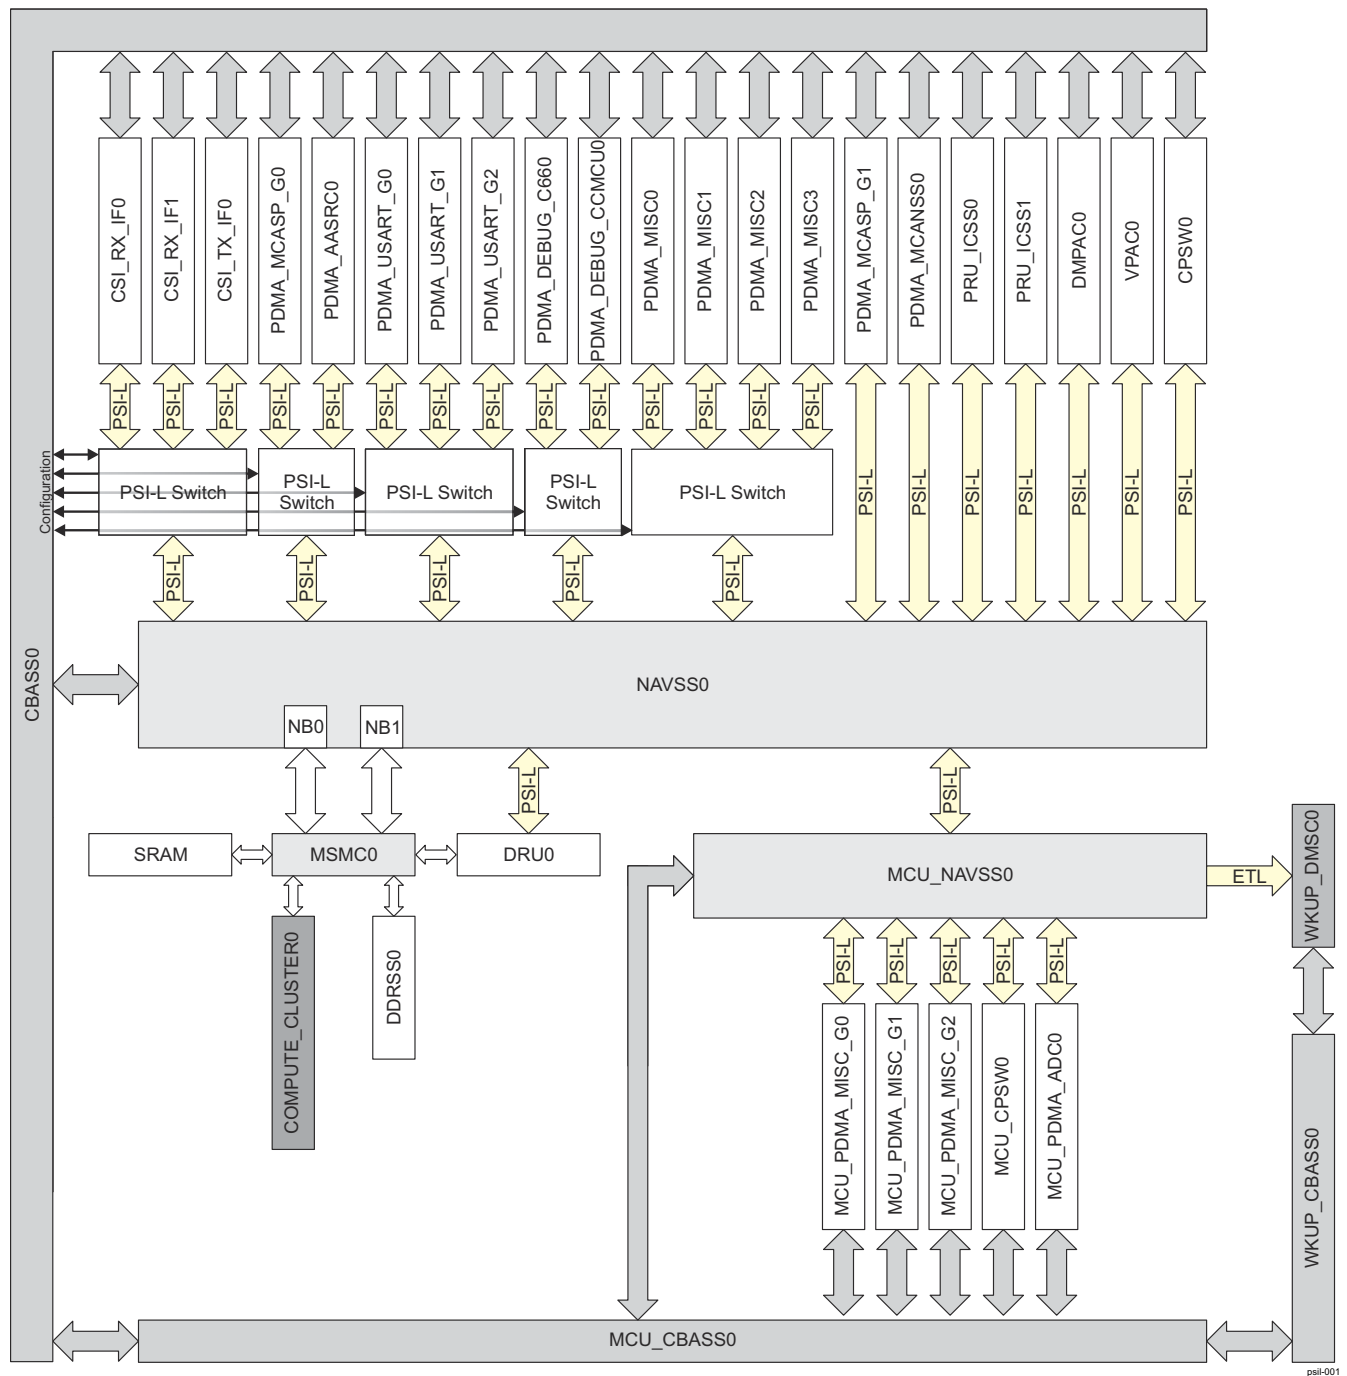 CSI_RX_IF0
CSI_RX_IF1
CSI_TX_IF0
PDMA_MCASP_G0
PDMA_AASRC0
PDMA_USART_G0
PDMA_USART_G1
PDMA_USART_G2
PDMA_DEBUG_C660
PDMA_DEBUG_CCMCU0
PDMA_MISC0
PDMA_MISC1
PDMA_MISC2
PDMA_MISC3
PDMA_MCASP_G1
PDMA_MCANSS0
PRU_ICSS0
PRU_ICSS1
DMPAC0
VPAC0
CPSW0
PSI-L
PSI-L
PSI-L
PSI-L
PSI-L
PSI-L
PSI-L
PSI-L
PSI-L
PSI-L
PSI-L
PSI-L
PSI-L
PSI-L
Configuration
PSI-L Switch
PSI-L
Switch
PSI-L Switch
PSI-L
Switch
PSI-L Switch
PSI-L
PSI-L
PSI-L
PSI-L
PSI-L
PSI-L
PSI-L
PSI-L
PSI-L
PSI-L
PSI-L
PSI-L
CBASS0
NAVSS0
NB0
NB1
PSI-L
PSI-L
SRAM
MSMC0
DRU0
MCU_NAVSS0
ETL
WKUP_DMSC0
COMPUTE_CLUSTER0
DDRSS0
PSI-L
PSI-L
PSI-L
PSI-L
PSI-L
MCU_PDMA_MISC_G0
MCU_PDMA_MISC_G1
MCU_PDMA_MISC_G2
MCU_CPSW0
MCU_PDMA_ADC0
WKUP_CBASS0
MCU_CBASS0
psil-001